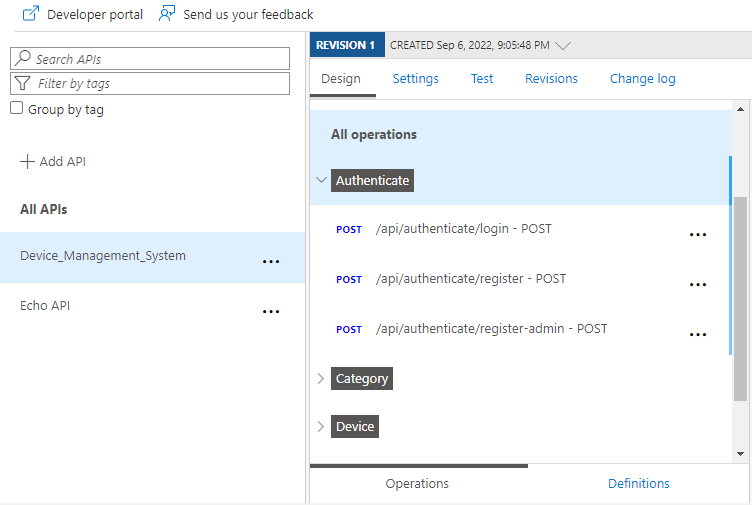 Developer portal Send us your feedback
Search APIs
Filter by tags
Group by tag
Add API
All APIs
Device_Management_System
Echo API
REVISION 1 CREATED Sep 6, 2022, 9:05:48 PM
Design Settings Test Revisions Change log
All operations
Authenticate
POST /api/authenticate/login - POST
POST /api/authenticate/register - POST
POST /api/authenticate/register-admin - POST
Category
Device
Operations Definitions